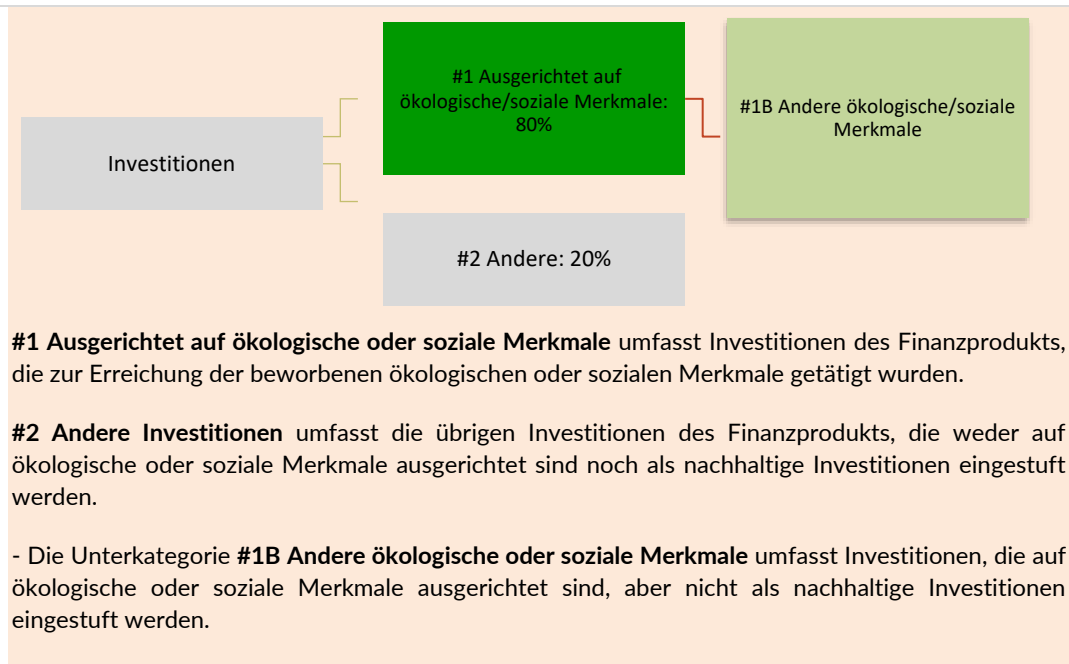 #1 Ausgerichtet auf
ökologische/soziale Merkmale:
80%
#1B Andere ökologische/soziale
Merkmale
Investitionen
#2 Andere: 20%
#1 Ausgerichtet auf ökologische oder soziale Merkmale umfasst Investitionen des Finanzprodukts,
die zur Erreichung der beworbenen ökologischen oder sozialen Merkmale getätigt wurden.
#2 Andere Investitionen umfasst die übrigen Investitionen des Finanzprodukts, die weder auf
ökologische oder soziale Merkmale ausgerichtet sind noch als nachhaltige Investitionen eingestuft
werden.
- Die Unterkategorie #1B Andere ökologische oder soziale Merkmale umfasst Investitionen, die auf
ökologische oder soziale Merkmale ausgerichtet sind, aber nicht als nachhaltige Investitionen
eingestuft werden.